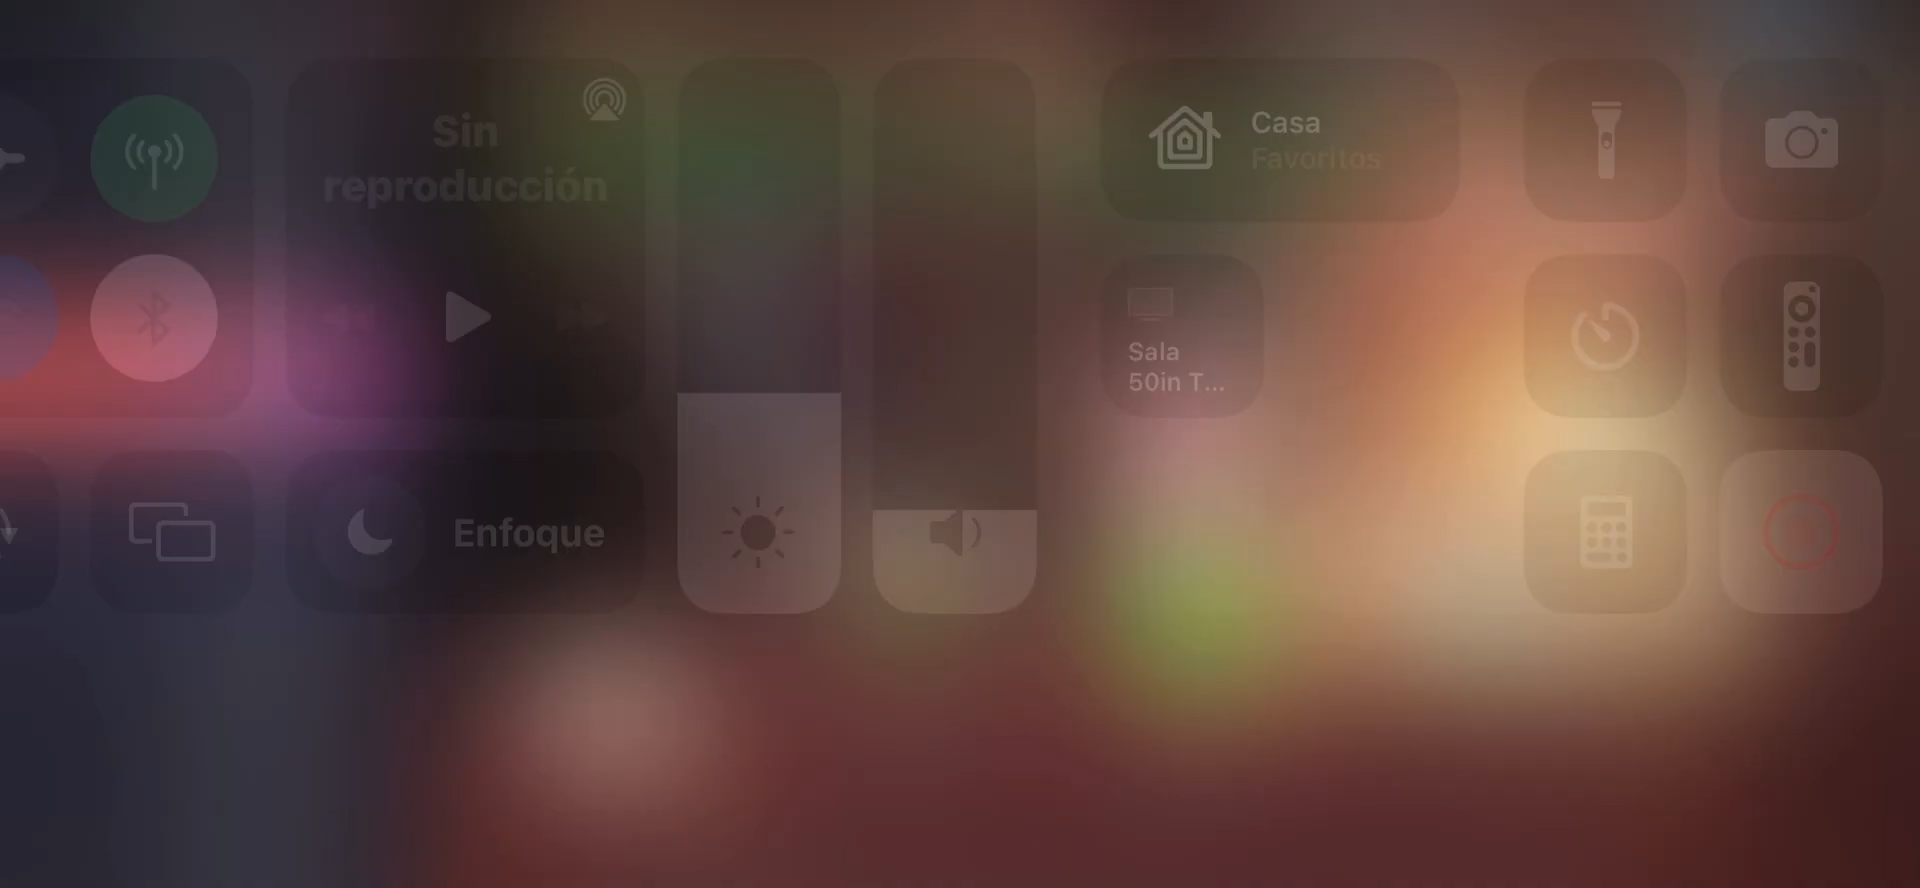 Sin
reproducción
Casa
Favoritos
Sala
50in T...
Enfoque